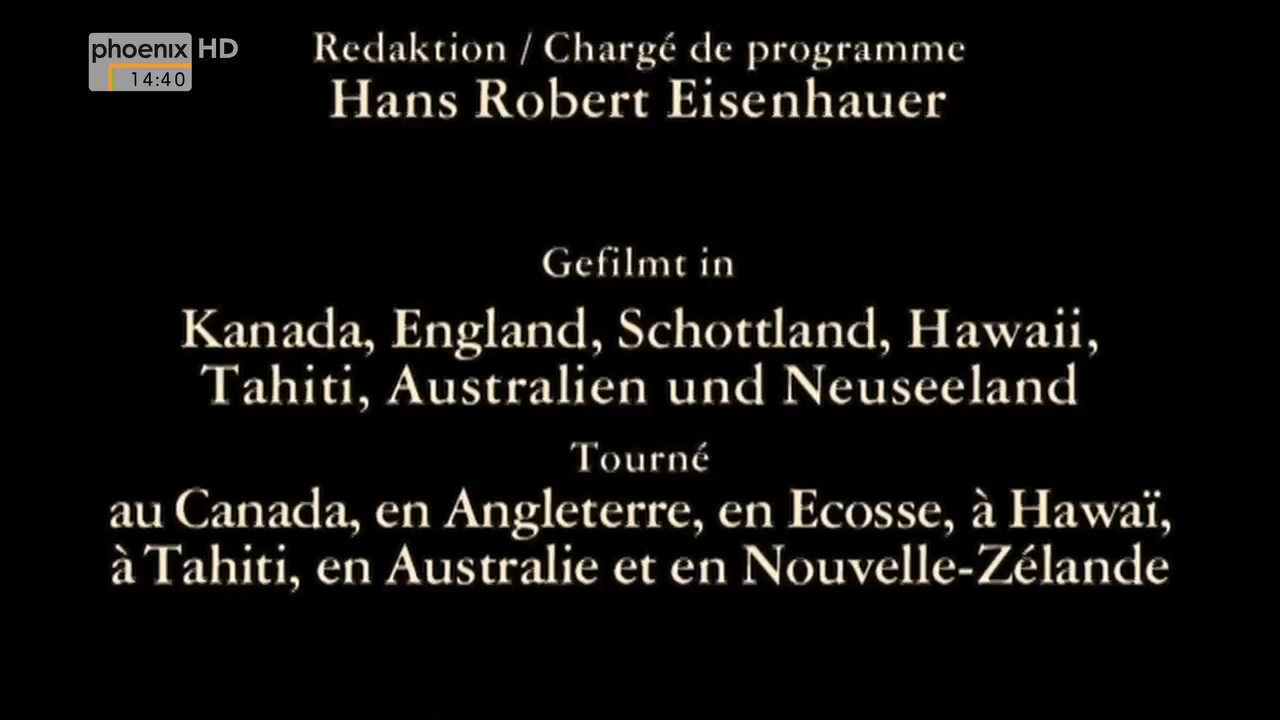 phoenix HD
14:40
Redaktion / Chargé de programme
Hans Robert Eisenhauer
Gefilmt in
Kanada, England, Schottland, Hawaii,
Tahiti, Australien und Neuseeland
Tourné
au Canada, en Angleterre, en Ecosse, à Hawaï,
à Tahiti, en Australie et en Nouvelle-Zélande